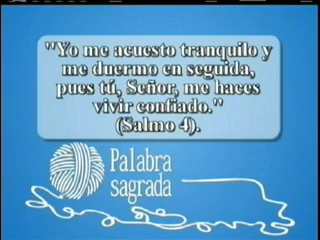 "Yo me acuesto tranquilo y
me duermo en seguida,
pues tú, Señor, me haces
vivir confiado."
(Salmo 4).
Palabra
sagrada